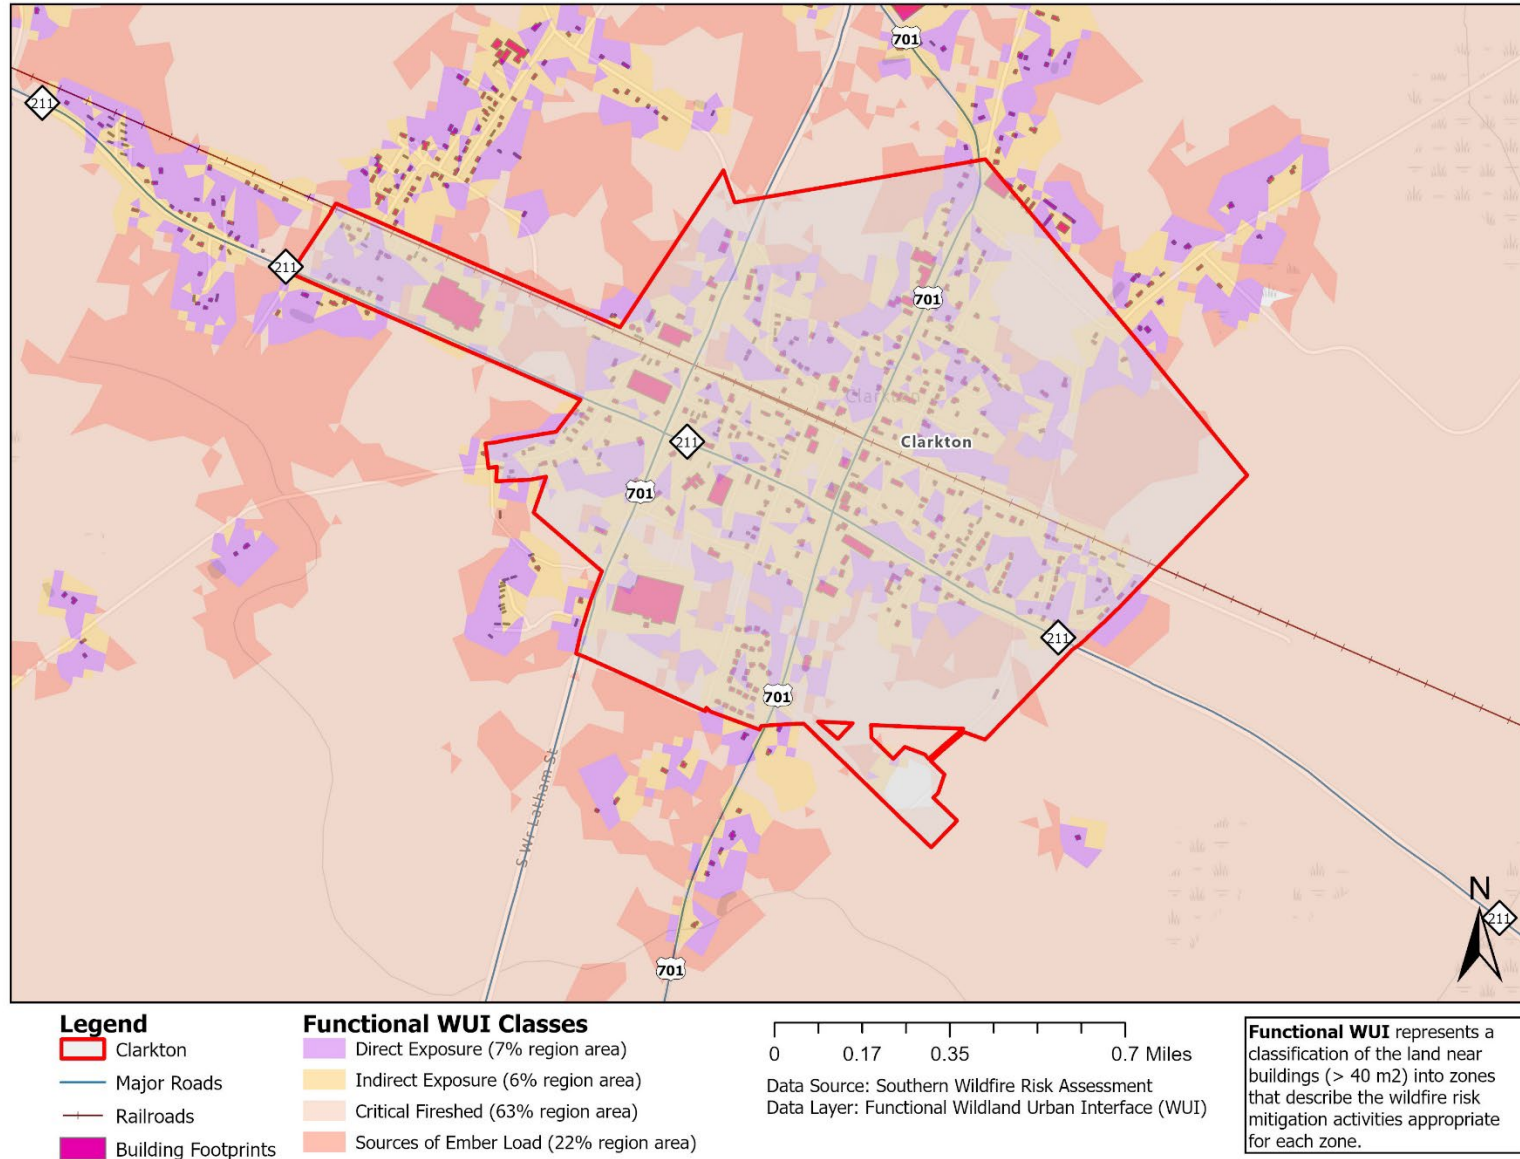 701
211
211
701
Clarkton
Clarkton
211
701
211
701
S Wr Latham St
N
211
701
Legend
Clarkton
Major Roads
Railroads
Building Footprints
Functional WUI Classes
Direct Exposure (7% region area)
Indirect Exposure (6% region area)
Critical Fireshed (63% region area)
Sources of Ember Load (22% region area)
0 0.17 0.35 0.7 Miles
Data Source: Southern Wildfire Risk Assessment
Data Layer: Functional Wildland Urban Interface (WUI)
Functional WUI represents a
classification of the land near
buildings (> 40 m2) into zones
that describe the wildfire risk
mitigation activities appropriate
for each zone.